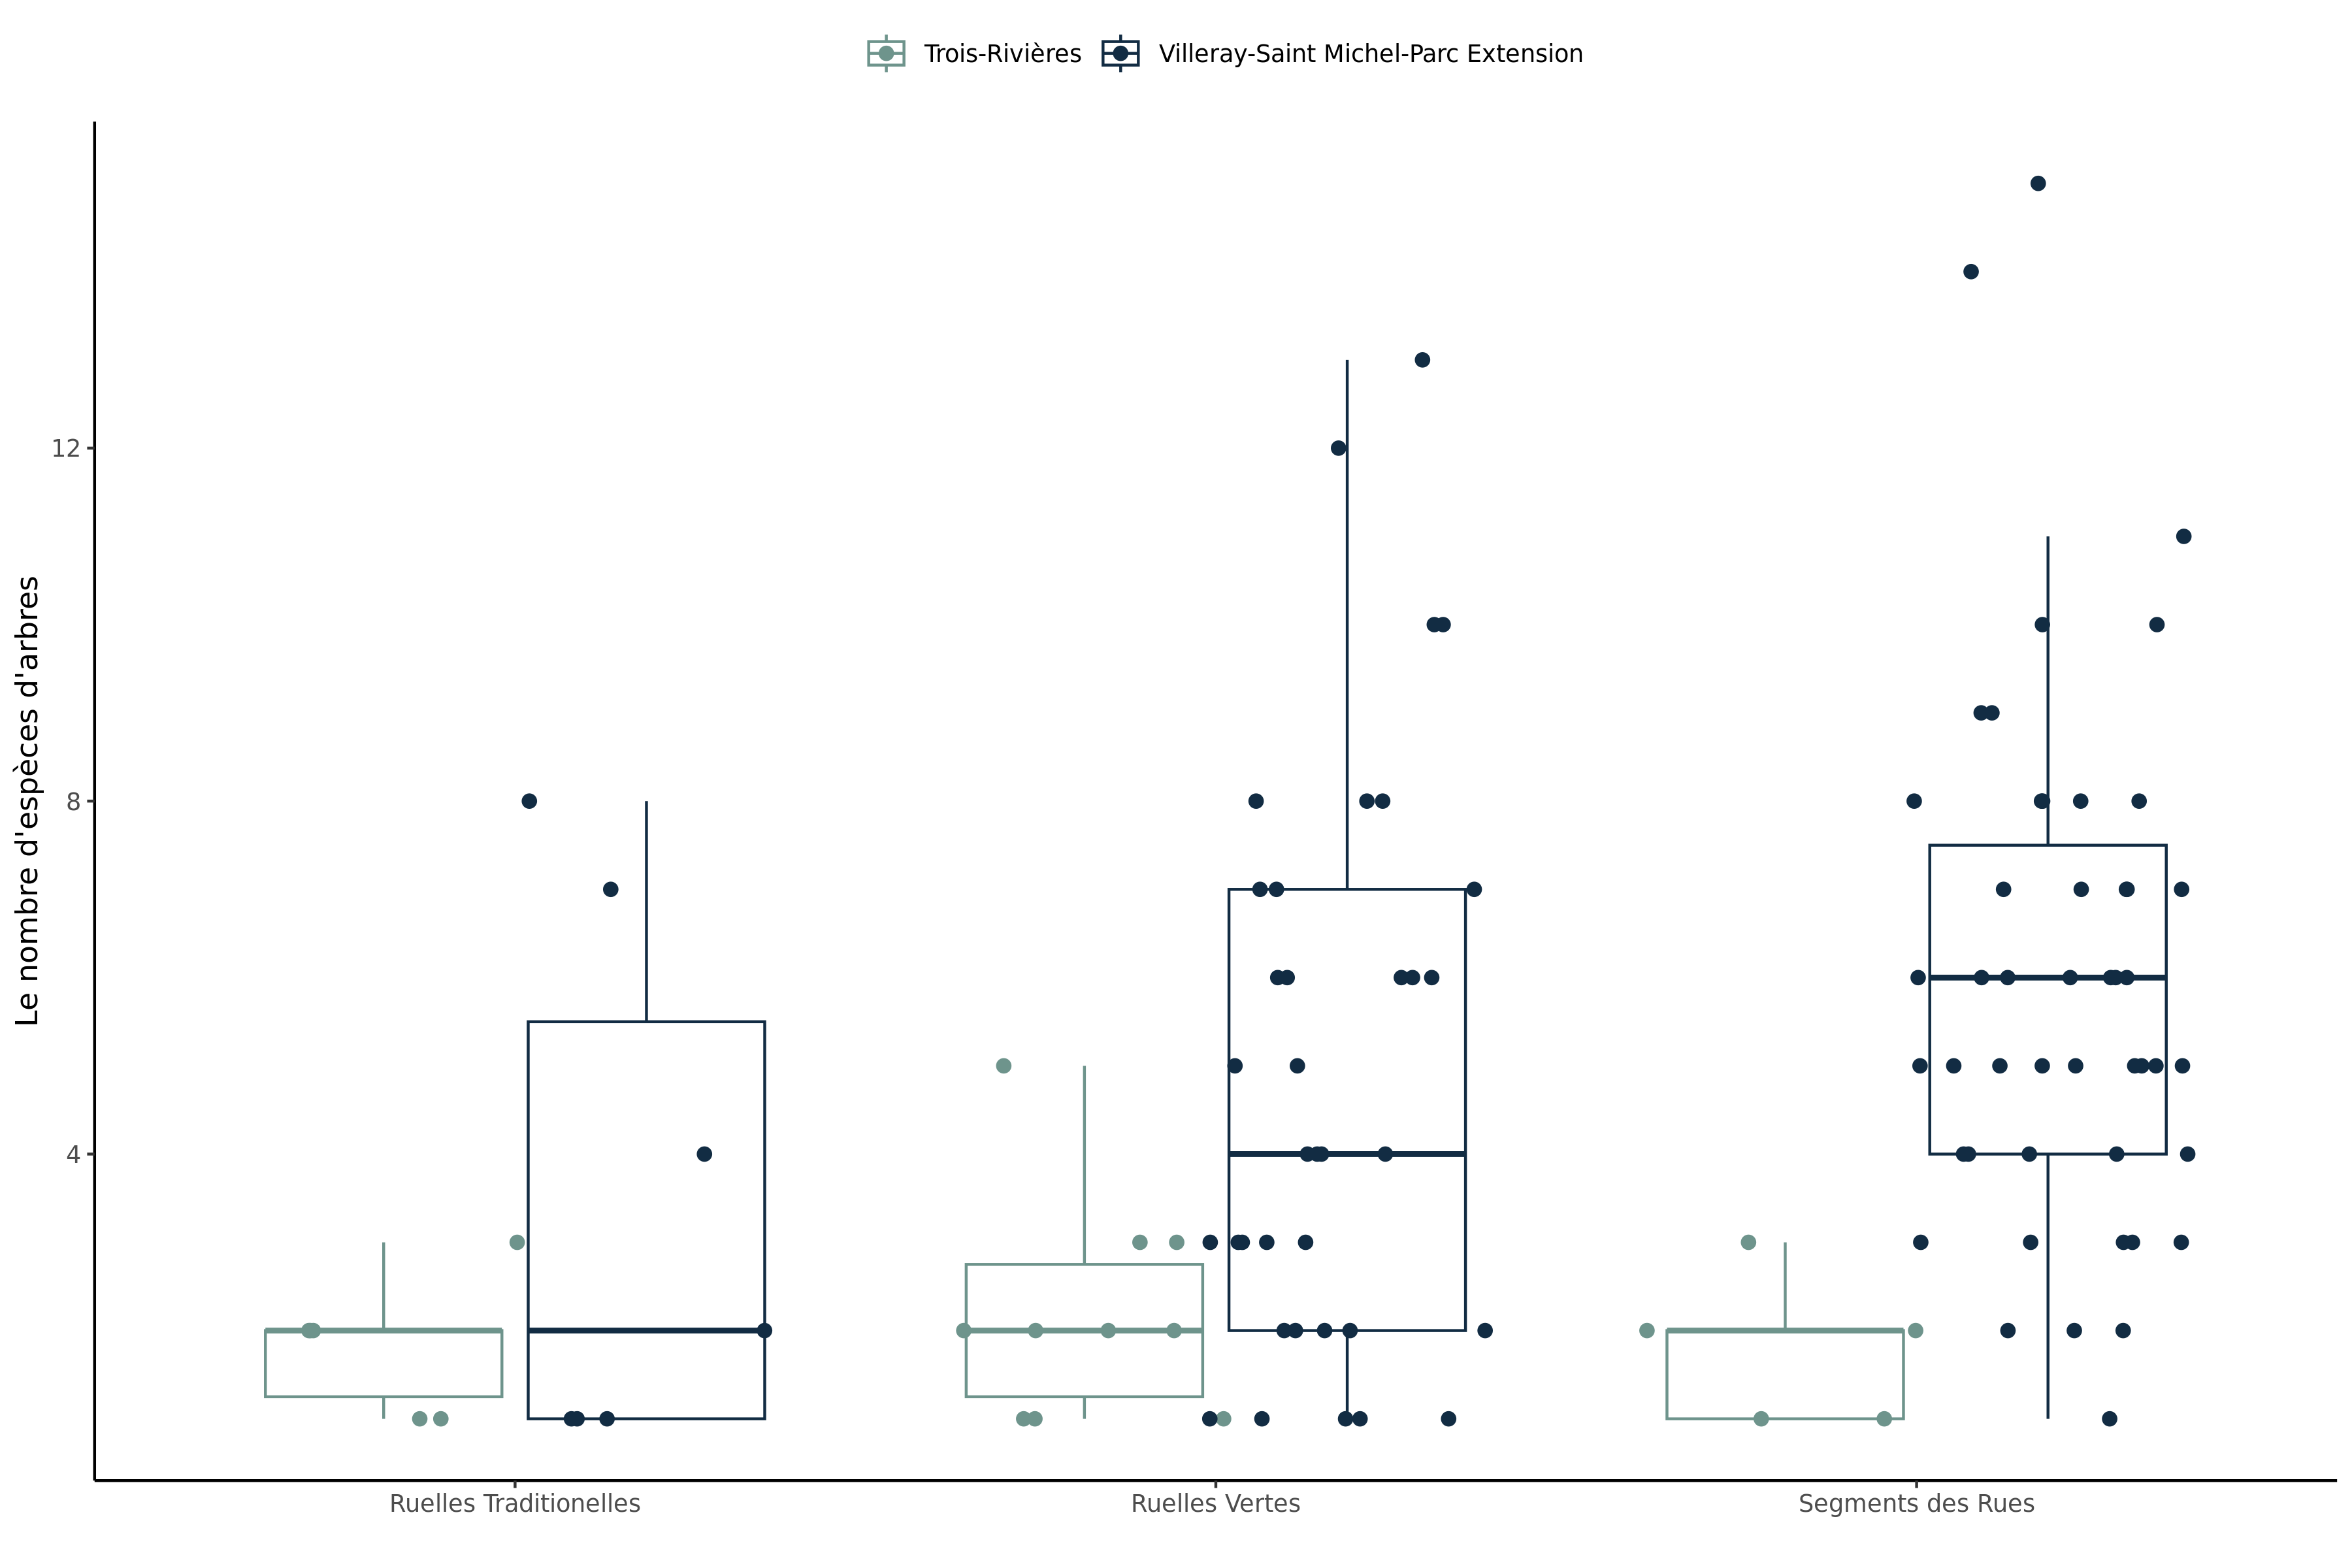 Trois-Rivières Villeray-Saint Michel-Parc Extension
Le nombre d'espèces d'arbres
12
8
4
Ruelles Traditionelles Ruelles Vertes Segments des Rues